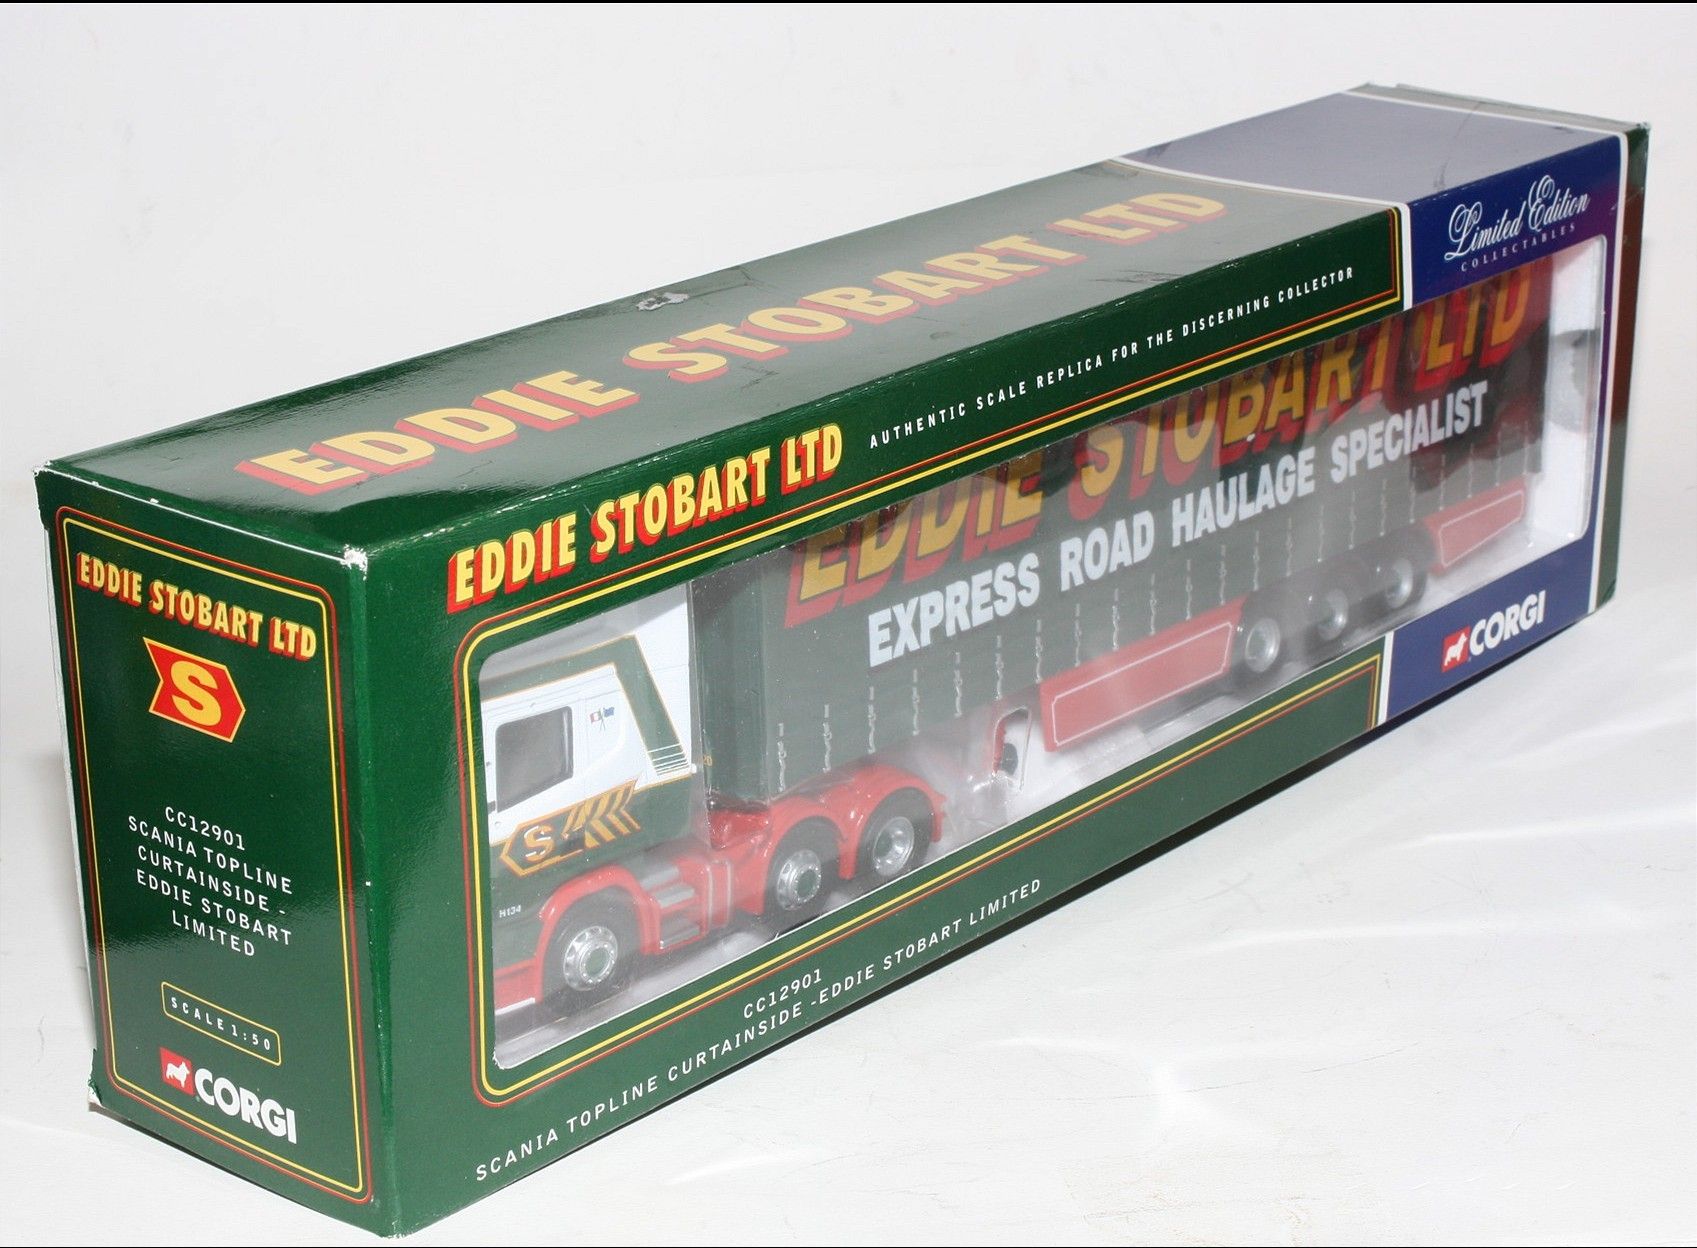 EDDIE STOBART LTD
Limited Edition
COLLECTABLES
EDDIE STOBART LTD AUTHENTIC SCALE REPLICA FOR THE DISCERNING COLLECTOR
EDDIE STOBART LTD
EXPRESS ROAD HAULAGE SPECIALIST
S
H134
CORGI
CC12901
SCANIA TOPLINE CURTAINSIDE -EDDIE STOBART LIMITED
EDDIE STOBART LTD
S
CC12901
SCANIA TOPLINE
CURTAINSIDE -
EDDIE STOBART
LIMITED
SCALE 1:50
CORGI